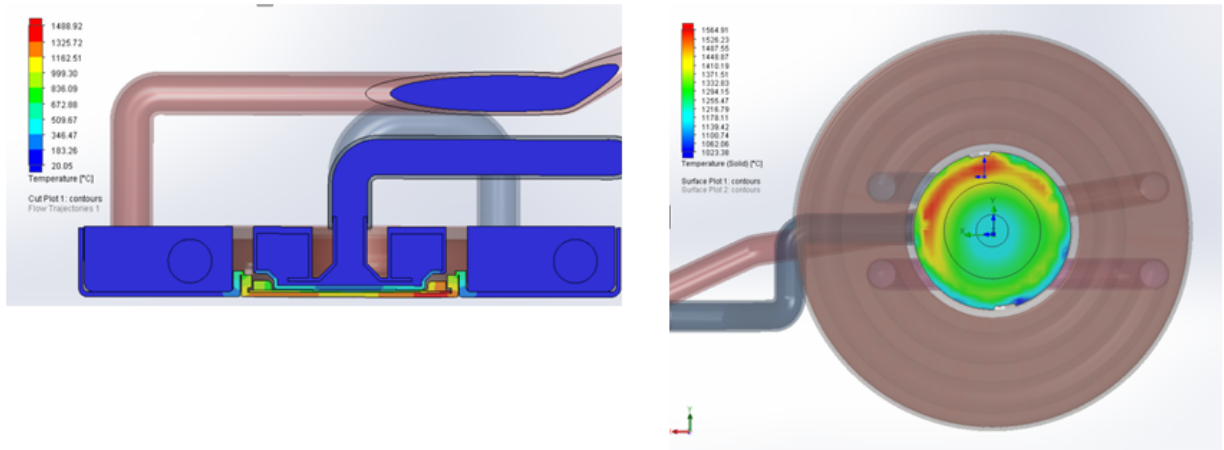 1488.92
1325.72
1162.51
999.30
836.09
672.88
509.67
346.47
183.26
20.05
Temperature [°C]
Cut Plot 1: contours
Flow Trajectories 1
1564.91
1526.23
1487.55
1448.87
1410.19
1371.51
1332.83
1294.15
1255.47
1216.79
1178.11
1139.42
1100.74
1062.06
1023.38
Temperature (Solid) [°C]
Surface Plot 1: contours
Surface Plot 2: contours
Y
X
Y